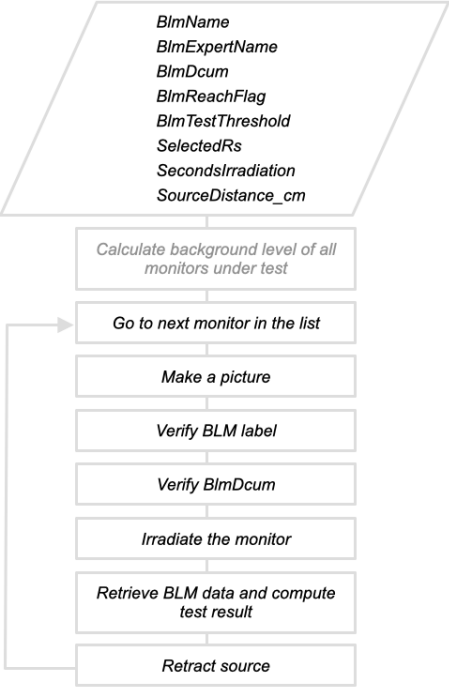 BlmName
BlmExpertName
BlmDcum
BlmReachFlag
BlmTestThreshold
SelectedRs
SecondsIrradiation
SourceDistance_cm
Calculate background level of all
monitors under test
Go to next monitor in the list
Make a picture
Verify BLM label
Verify BlmDcum
Irradiate the monitor
Retrieve BLM data and compute
test result
Retract source